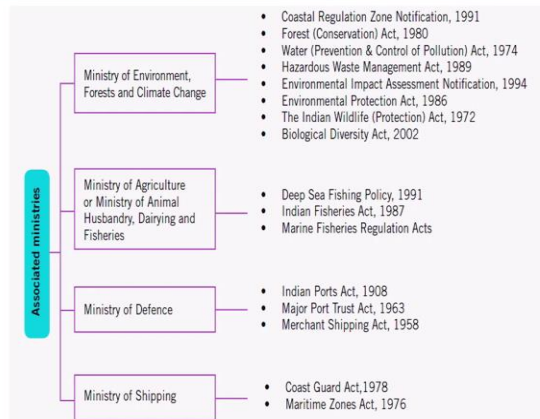 Associated ministries
Ministry of Environment,
Forests and Climate Change
• Coastal Regulation Zone Notification, 1991
• Forest (Conservation) Act, 1980
• Water (Prevention & Control of Pollution) Act, 1974
• Hazardous Waste Management Act, 1989
• Environmental Impact Assessment Notification, 1994
• Environmental Protection Act, 1986
• The Indian Wildlife (Protection) Act, 1972
• Biological Diversity Act, 2002
Ministry of Agriculture
or Ministry of Animal
Husbandry, Dairying and
Fisheries
• Deep Sea Fishing Policy, 1991
• Indian Fisheries Act, 1987
• Marine Fisheries Regulation Acts
Ministry of Defence
• Indian Ports Act, 1908
• Major Port Trust Act, 1963
• Merchant Shipping Act, 1958
Ministry of Shipping
• Coast Guard Act,1978
• Maritime Zones Act, 1976